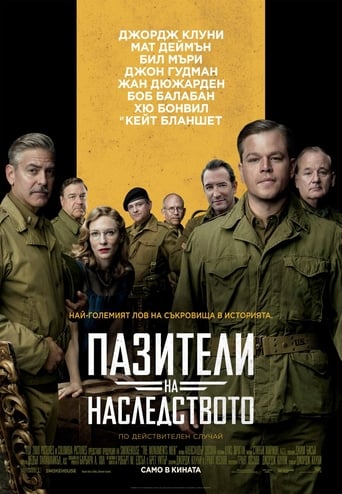 ДЖОРДЖ КЛУНИ
МАТ ДЕЙМЪН
БИЛ МЪРИ
ДЖОН ГУДМАН
ЖАН ДЮЖАРДЕН
БОБ БАЛАБАН
ХЮ БОНВИЛ
И КЕЙТ БЛАНШЕТ
НАЙ-ГОЛЕМИЯТ ЛОВ НА СЪКРОВИЩА В ИСТОРИЯТА.
ПАЗИТЕЛИ
НА
НАСЛЕДСТВОТО
ПО ДЕЙСТВИТЕЛЕН СЛУЧАЙ
САМО В КИНАТА